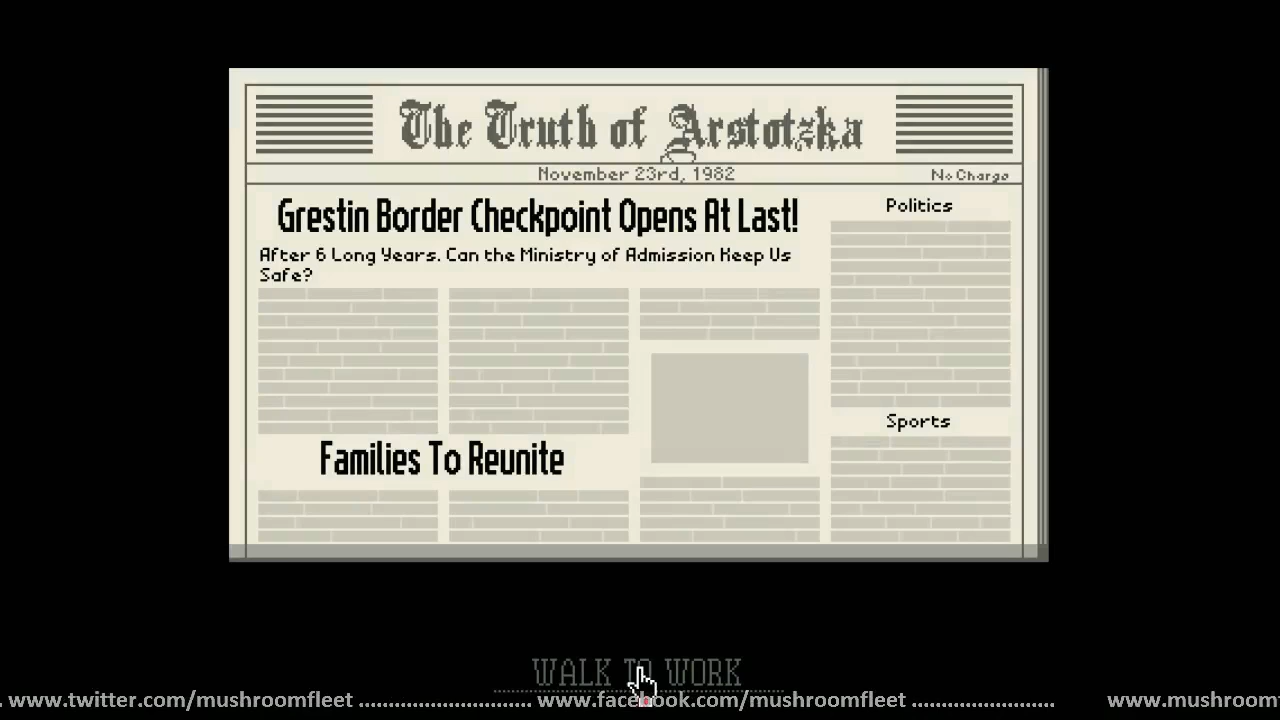 The Truth of Arstotzka
November 23rd, 1982
No Charge
Grestin Border Checkpoint Opens At Last!
After 6 Long Years. Can the Ministry of Admission Keep Us
Safe?
Politics
Sports
Families To Reunite
WALK TO WORK
. www.twitter.com/mushroomfleet ............................. www.facebook.com/mushroomfleet ........................ www.mushroom